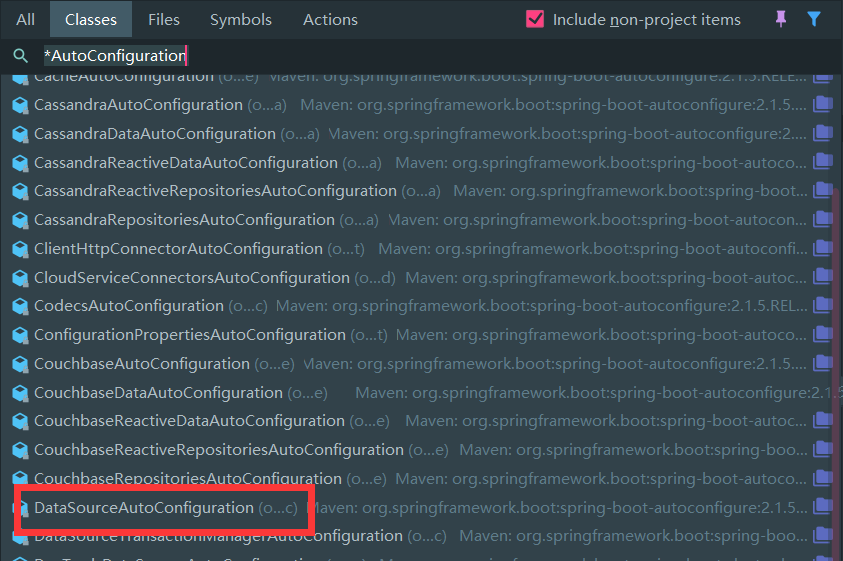 All Classes Files Symbols Actions Include non-project items
*AutoConfiguration
CacheAutoConfiguration (o...e) Maven: org.springframework.boot:spring-boot-autoconfigure:2.1.5.RELE...
CassandraAutoConfiguration (o...a) Maven: org.springframework.boot:spring-boot-autoconfigure:2.1.5....
CassandraDataAutoConfiguration (o...a) Maven: org.springframework.boot:spring-boot-autoconfigure:2....
CassandraReactiveDataAutoConfiguration (o...a) Maven: org.springframework.boot:spring-boot-autoco...
CassandraReactiveRepositoriesAutoConfiguration (o...a) Maven: org.springframework.boot:spring-boot...
CassandraRepositoriesAutoConfiguration (o...a) Maven: org.springframework.boot:spring-boot-autocon...
ClientHttpConnectorAutoConfiguration (o...t) Maven: org.springframework.boot:spring-boot-autoconfi...
CloudServiceConnectorsAutoConfiguration (o...d) Maven: org.springframework.boot:spring-boot-autoc...
CodecsAutoConfiguration (o...c) Maven: org.springframework.boot:spring-boot-autoconfigure:2.1.5.REL...
ConfigurationPropertiesAutoConfiguration (o...t) Maven: org.springframework.boot:spring-boot-autoco...
CouchbaseAutoConfiguration (o...e) Maven: org.springframework.boot:spring-boot-autoconfigure:2.1.5....
CouchbaseDataAutoConfiguration (o...e) Maven: org.springframework.boot:spring-boot-autoconfigure:2.1.5
CouchbaseReactiveDataAutoConfiguration (o...e) Maven: org.springframework.boot:spring-boot-autoc...
CouchbaseReactiveRepositoriesAutoConfiguration (o...e) Maven: org.springframework.boot:spring-boo...
CouchbaseRepositoriesAutoConfiguration (o...e) Maven: org.springframework.boot:spring-boot-autocon...
DataSourceAutoConfiguration (o...c) Maven: org.springframework.boot:spring-boot-autoconfigure:2.1.5....
DataSourceTransactionManagerAutoConfiguration (o...c) Maven: org.springframework.boot:spring-boot...